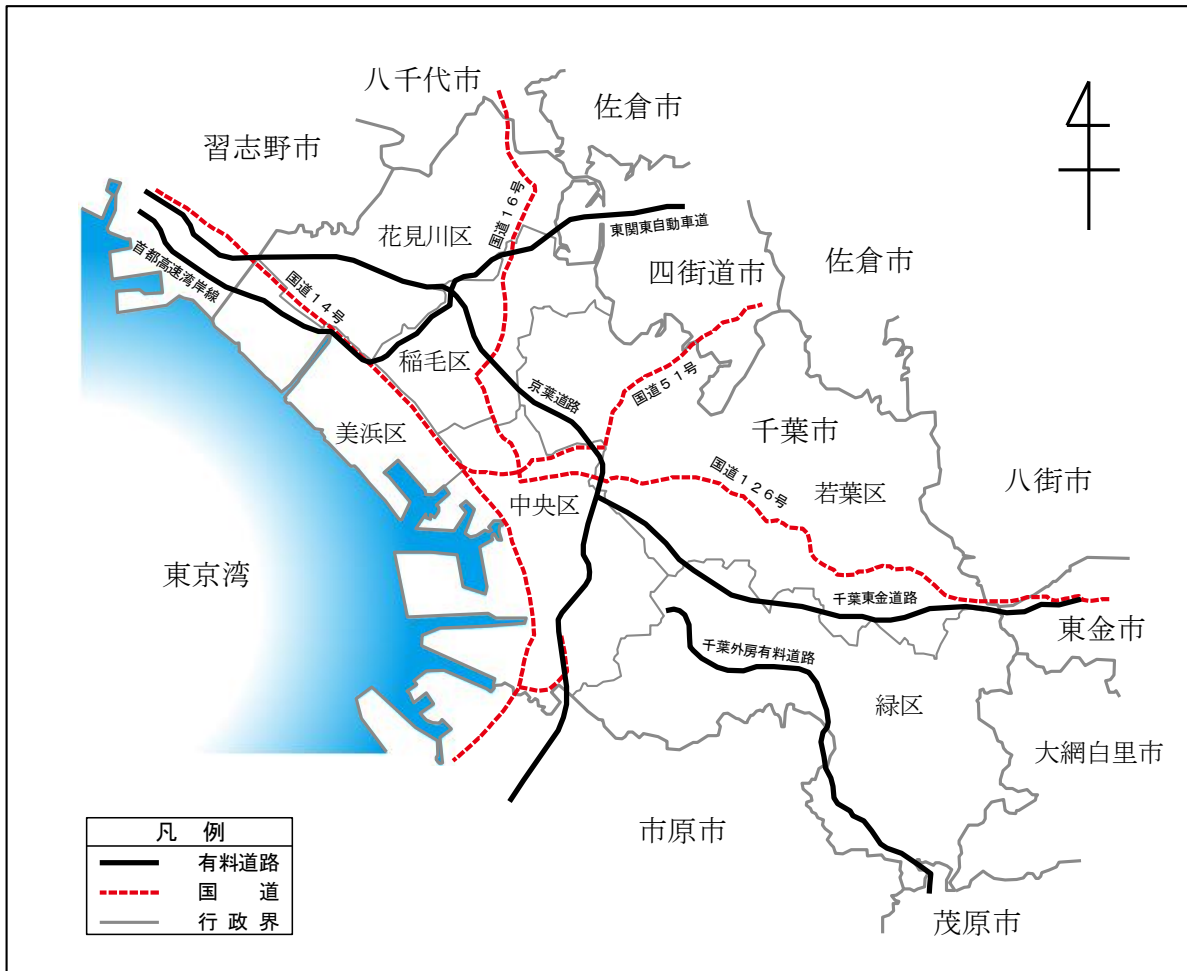 八千代市
佐倉市
習志野市
国道16号
花見川区
東関東自動車道
首都高速湾岸線
国道14号
四街道市
佐倉市
稲毛区
京葉道路
国道51号
美浜区
千葉市
国道126号
八街市
中央区
若葉区
東京湾
千葉東金道路
東金市
千葉外房有料道路
緑区
大網白里市
市原市
茂原市
凡 例
有料道路
国 道
行 政 界